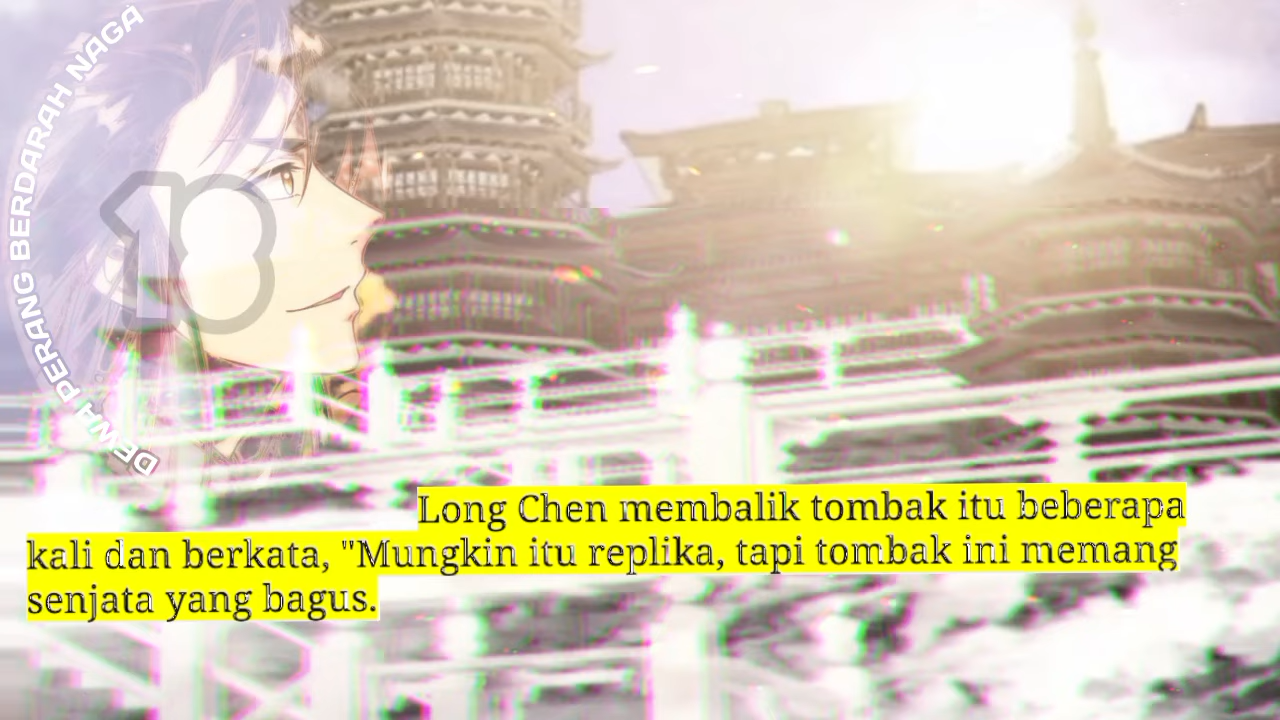 DEWA PERANG BERDARAH NAGA
18
Long Chen membalik tombak itu beberapa
kali dan berkata, "Mungkin itu replika, tapi tombak ini memang
senjata yang bagus.